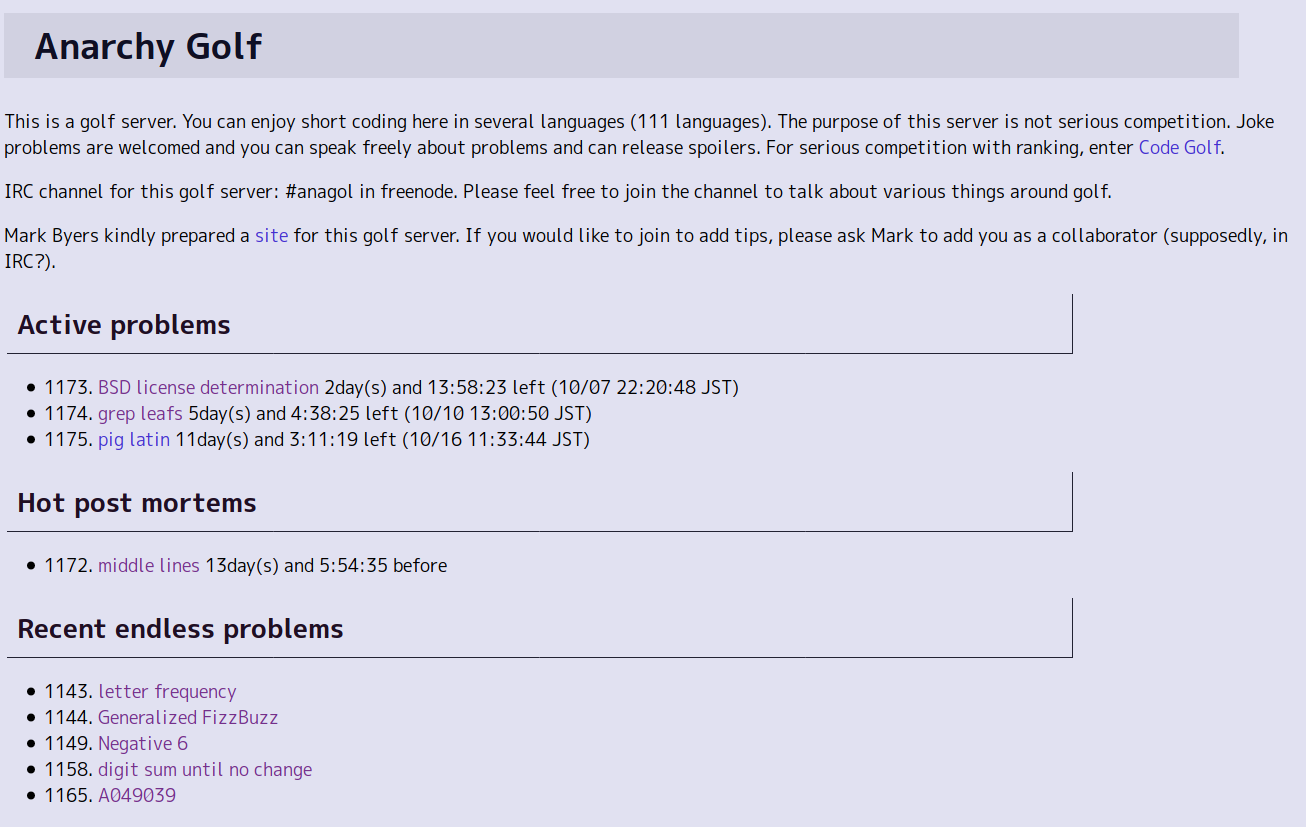 Anarchy Golf
This is a golf server. You can enjoy short coding here in several languages (111 languages). The purpose of this server is not serious competition. Joke
problems are welcomed and you can speak freely about problems and can release spoilers. For serious competition with ranking, enter Code Golf.
IRC channel for this golf server: #anagol in freenode. Please feel free to join the channel to talk about various things around golf.
Mark Byers kindly prepared a site for this golf server. If you would like to join to add tips, please ask Mark to add you as a collaborator (supposedly, in
IRC?).
Active problems
• 1173. BSD license determination 2day(s) and 13:58:23 left (10/07 22:20:48 JST)
• 1174. grep leafs 5day(s) and 4:38:25 left (10/10 13:00:50 JST)
• 1175. pig latin 11day(s) and 3:11:19 left (10/16 11:33:44 JST)
Hot post mortems
• 1172. middle lines 13day(s) and 5:54:35 before
Recent endless problems
• 1143. letter frequency
• 1144. Generalized FizzBuzz
• 1149. Negative 6
• 1158. digit sum until no change
• 1165. A049039